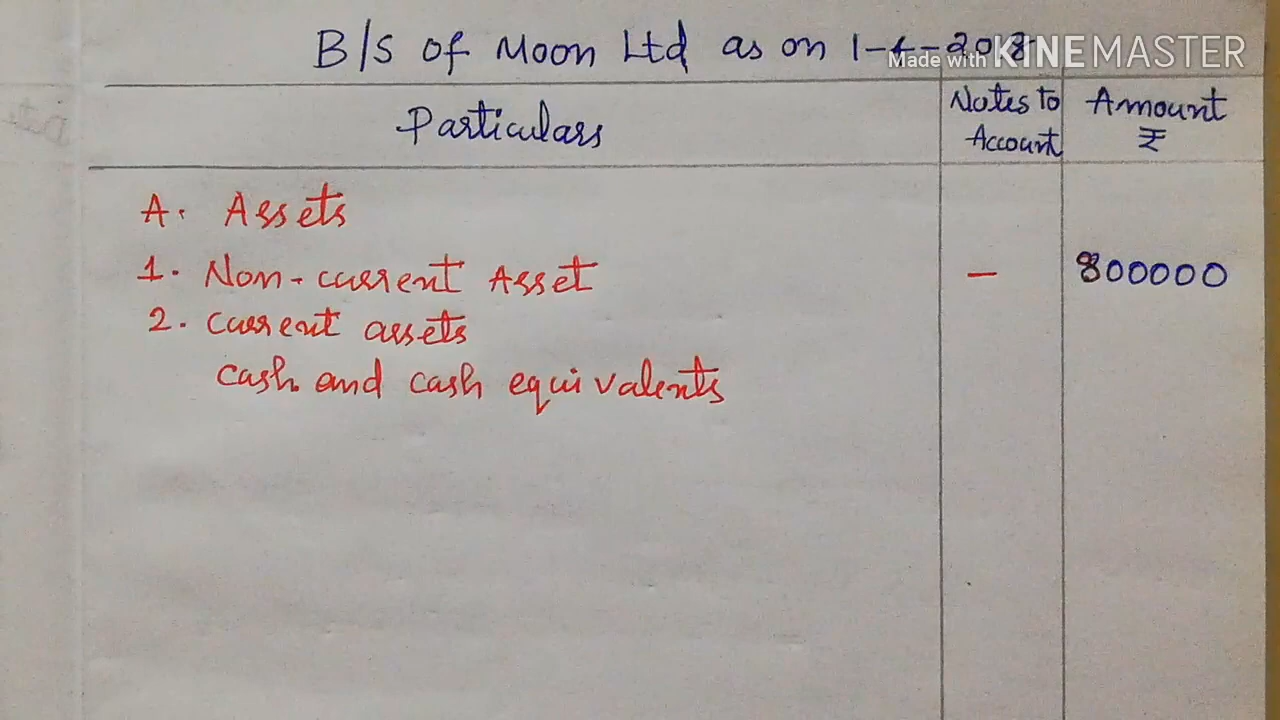 B/S of Moon Ltd as on 1-4-2018
Made with KINEMASTER
Particulars
Notes to Account
Amount ₹
A. Assets
1. Non-current Asset — 800000
2. Current assets
cash and cash equivalents